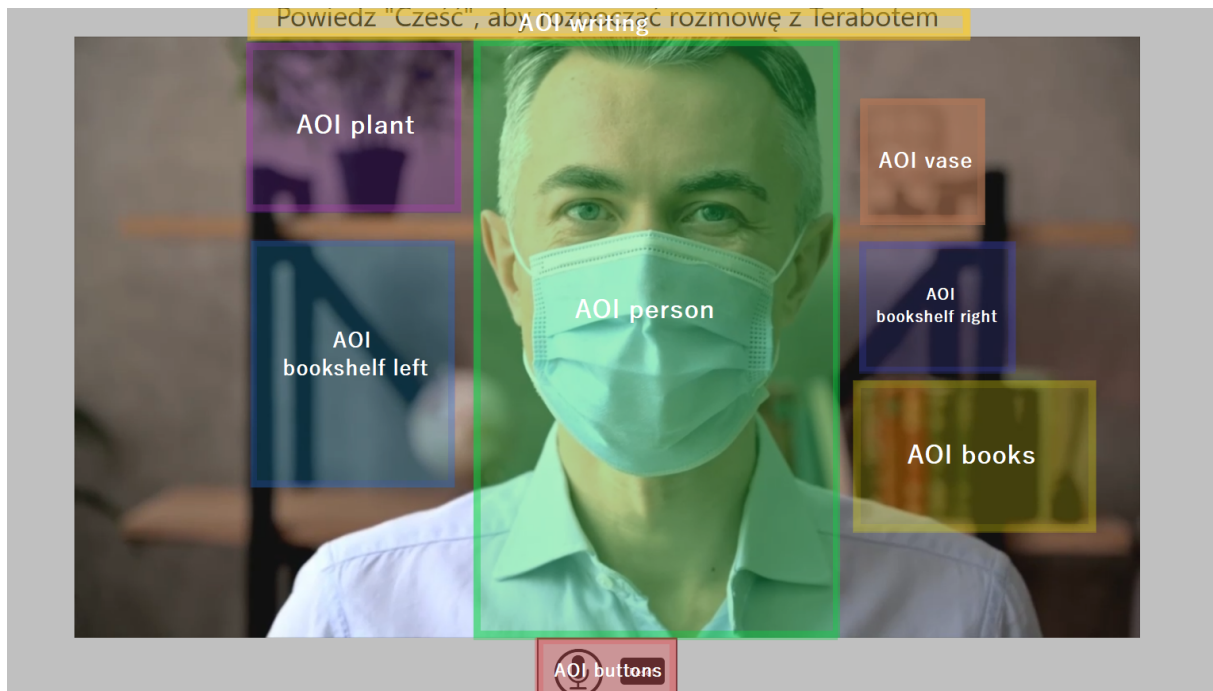 Powiedz "Cześć", aby rozpocząć rozmowę z Terabotem
AOI writing
AOI plant
AOI vase
AOI person
AOI
bookshelf right
AOI
bookshelf left
AOI books
AOI buttons